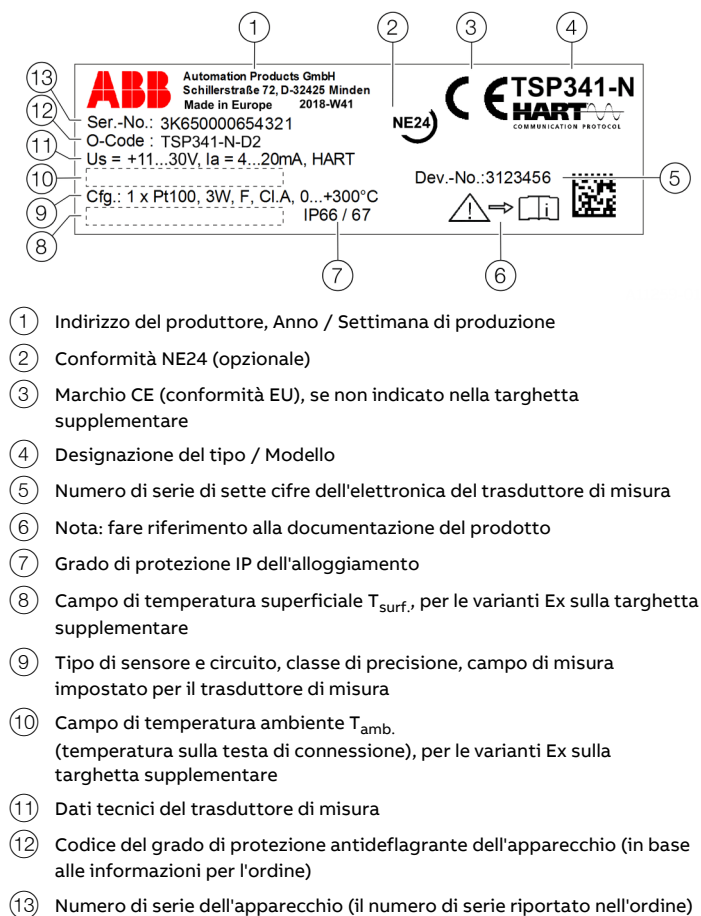 1 2 3 4
13 12 11 10 9 8
ABB
Automation Products GmbH
Schillerstraße 72, D-32425 Minden
Made in Europe 2018-W41
NE24
CE
TSP341-N
HART
COMMUNICATION PROTOCOL
Ser.-No.: 3K650000654321
O-Code : TSP341-N-D2
Us = +11...30V, Ia = 4...20mA, HART
Dev.-No.:3123456
5
Cfg.: 1 x Pt100, 3W, F, Cl.A, 0...+300°C
IP66 / 67
i
7 6
1 Indirizzo del produttore, Anno / Settimana di produzione
2 Conformità NE24 (opzionale)
3 Marchio CE (conformità EU), se non indicato nella targhetta
supplementare
4 Designazione del tipo / Modello
5 Numero di serie di sette cifre dell'elettronica del trasduttore di misura
6 Nota: fare riferimento alla documentazione del prodotto
7 Grado di protezione IP dell'alloggiamento
8 Campo di temperatura superficiale Tsurf., per le varianti Ex sulla targhetta
supplementare
9 Tipo di sensore e circuito, classe di precisione, campo di misura
impostato per il trasduttore di misura
10 Campo di temperatura ambiente Tamb.
(temperatura sulla testa di connessione), per le varianti Ex sulla
targhetta supplementare
11 Dati tecnici del trasduttore di misura
12 Codice del grado di protezione antideflagrante dell'apparecchio (in base
alle informazioni per l'ordine)
13 Numero di serie dell'apparecchio (il numero di serie riportato nell'ordine)